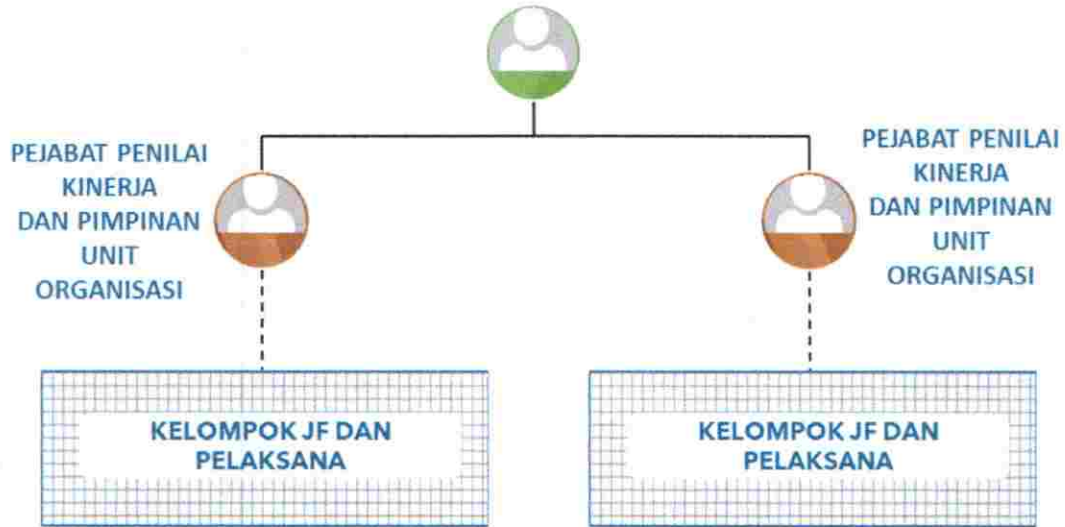 PEJABAT PENILAI
KINERJA
DAN PIMPINAN
UNIT
ORGANISASI
PEJABAT PENILAI
KINERJA
DAN PIMPINAN
UNIT
ORGANISASI
KELOMPOK JF DAN
PELAKSANA
KELOMPOK JF DAN
PELAKSANA